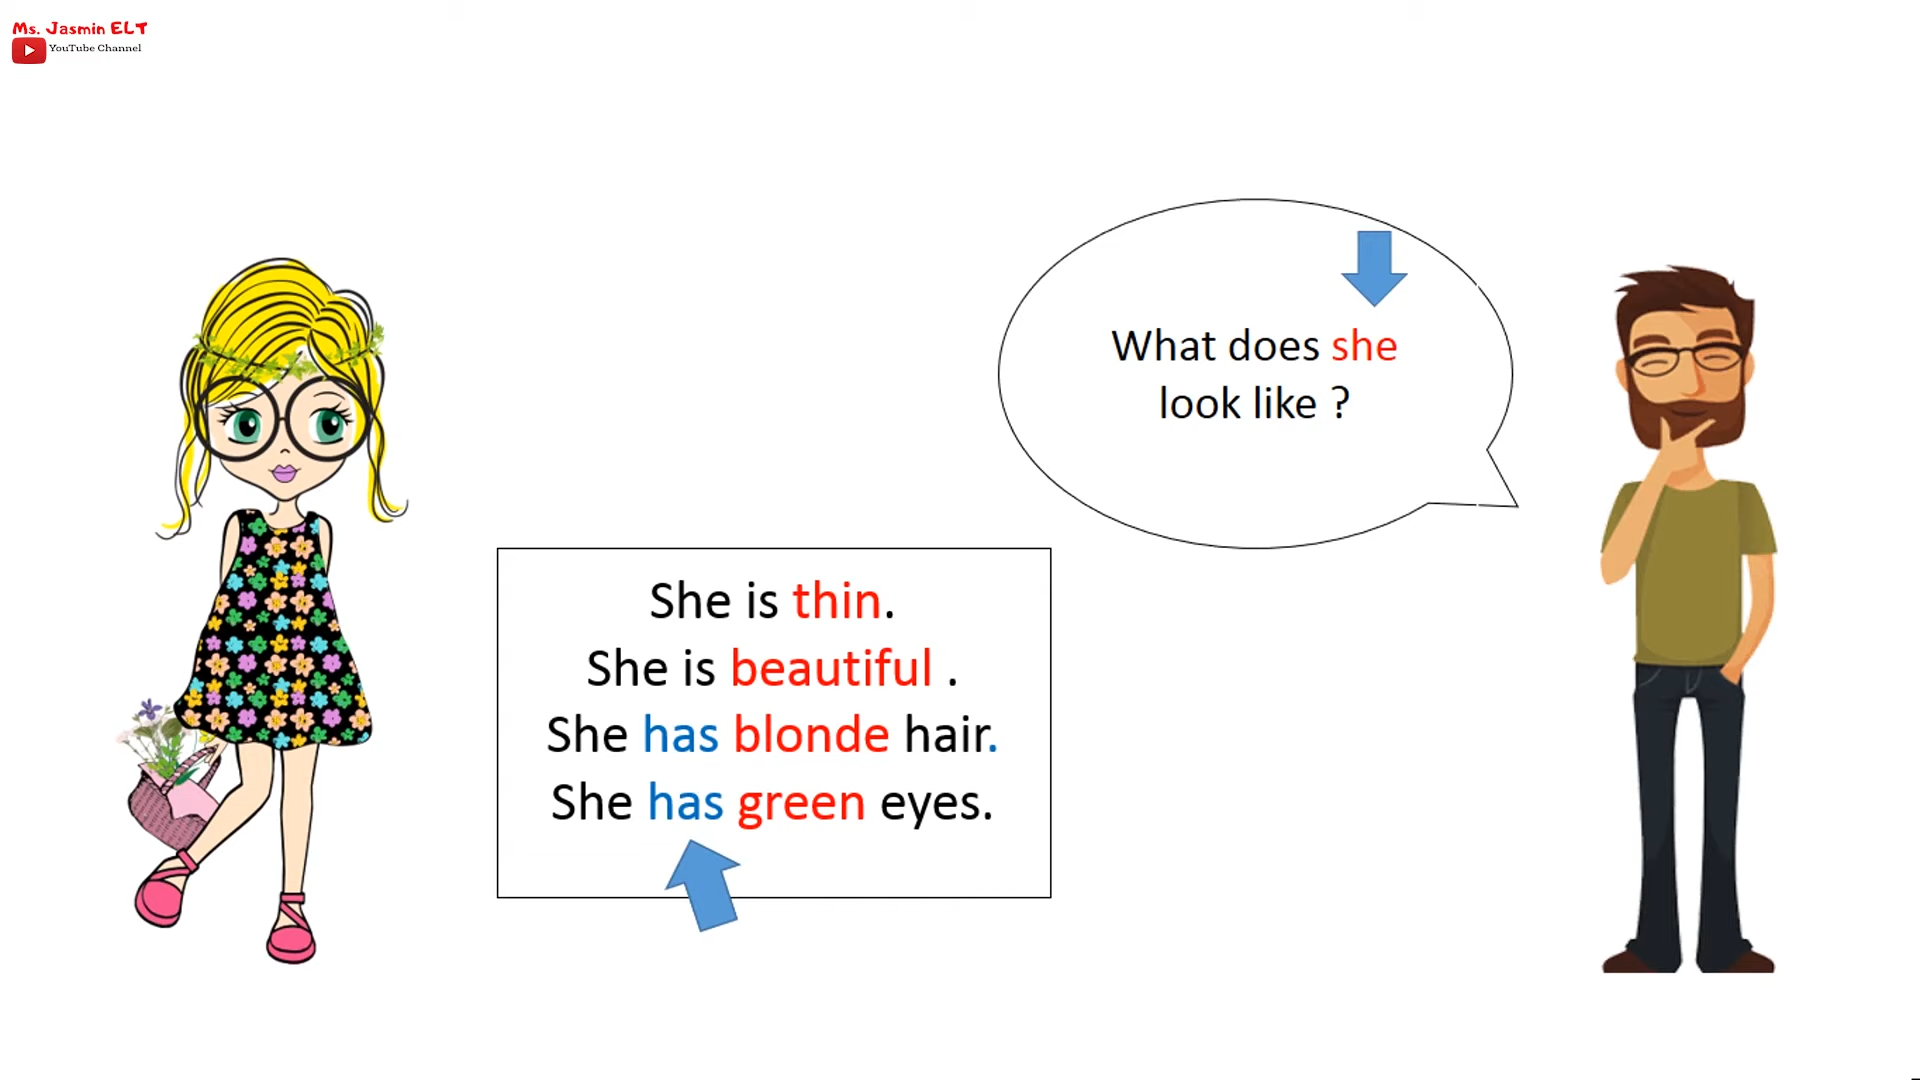 Ms. Jasmin ELT
YouTube Channel
What does she
look like ?
She is thin.
She is beautiful .
She has blonde hair.
She has green eyes.